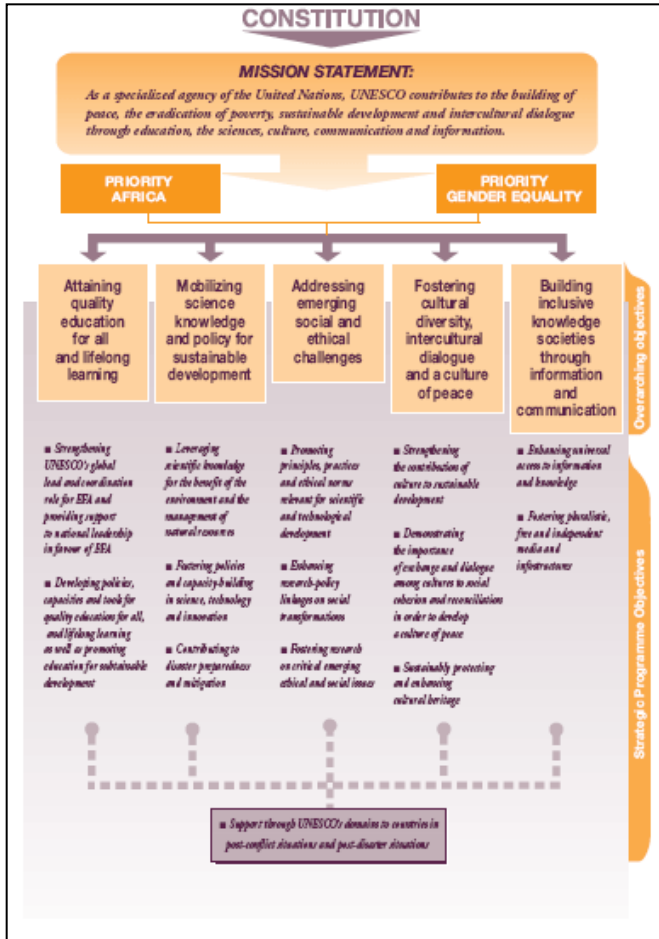 CONSTITUTION
MISSION STATEMENT:
As a specialized agency of the United Nations, UNESCO contributes to the building of
peace, the eradication of poverty, sustainable development and intercultural dialogue
through education, the sciences, culture, communication and information.
PRIORITY
AFRICA
PRIORITY
GENDER EQUALITY
Attaining
quality
education
for all
and lifelong
learning
Mobilizing
science
knowledge
and policy for
sustainable
development
Addressing
emerging
social and
ethical
challenges
Fostering
cultural
diversity,
intercultural
dialogue
and a culture
of peace
Building
inclusive
knowledge
societies
through
information
and
communication
Overarching objectives
■ Strengthening
UNESCO's global
lead and coordination
role for EFA and
providing support
to national leadership
in favour of EFA
■ Developing policies,
capacities and tools for
quality education for all,
and lifelong learning
as well as promoting
education for sustainable
development
■ Leveraging
scientific knowledge
for the benefit of the
environment and the
management of
natural resources
■ Fostering policies
and capacity-building
in science, technology
and innovation
■ Contributing to
disaster preparedness
and mitigation
■ Promoting
principles, practices
and ethical norms
relevant for scientific
and technological
development
■ Enhancing
research-policy
linkages on social
transformations
■ Fostering research
on critical emerging
ethical and social issues
■ Strengthening
the contribution of
culture to sustainable
development
■ Demonstrating
the importance
of exchange and dialogue
among cultures to social
cohesion and reconciliation
in order to develop
a culture of peace
■ Sustainably protecting
and enhancing
cultural heritage
■ Enhancing universal
access to information
and knowledge
■ Fostering pluralistic,
free and independent
media and
infostructures
Strategic Programme Objectives
■ Support through UNESCO's domains to countries in
post-conflict situations and post-disaster situations